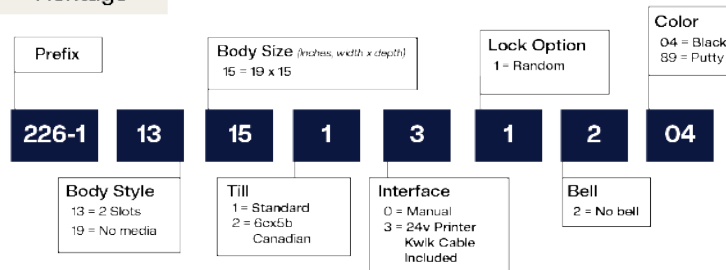 Prefix
Body Size (inches, width x depth)
15 = 19 x 15
Lock Option
1 = Random
Color
04 = Black
89 = Putty
226-1 13 15 1 3 1 2 04
Body Style
13 = 2 Slots
19 = No media
Till
1 = Standard
2 = 6cx5b
Canadian
Interface
0 = Manual
3 = 24v Printer
Kwik Cable
Included
Bell
2 = No bell